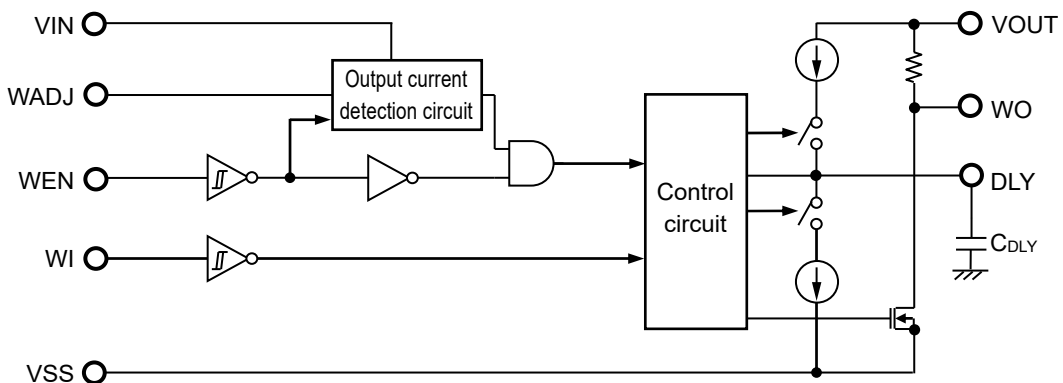 VIN
VOUT
Output current
detection circuit
WADJ
WO
WEN
DLY
Control
circuit
WI
CDLY
VSS